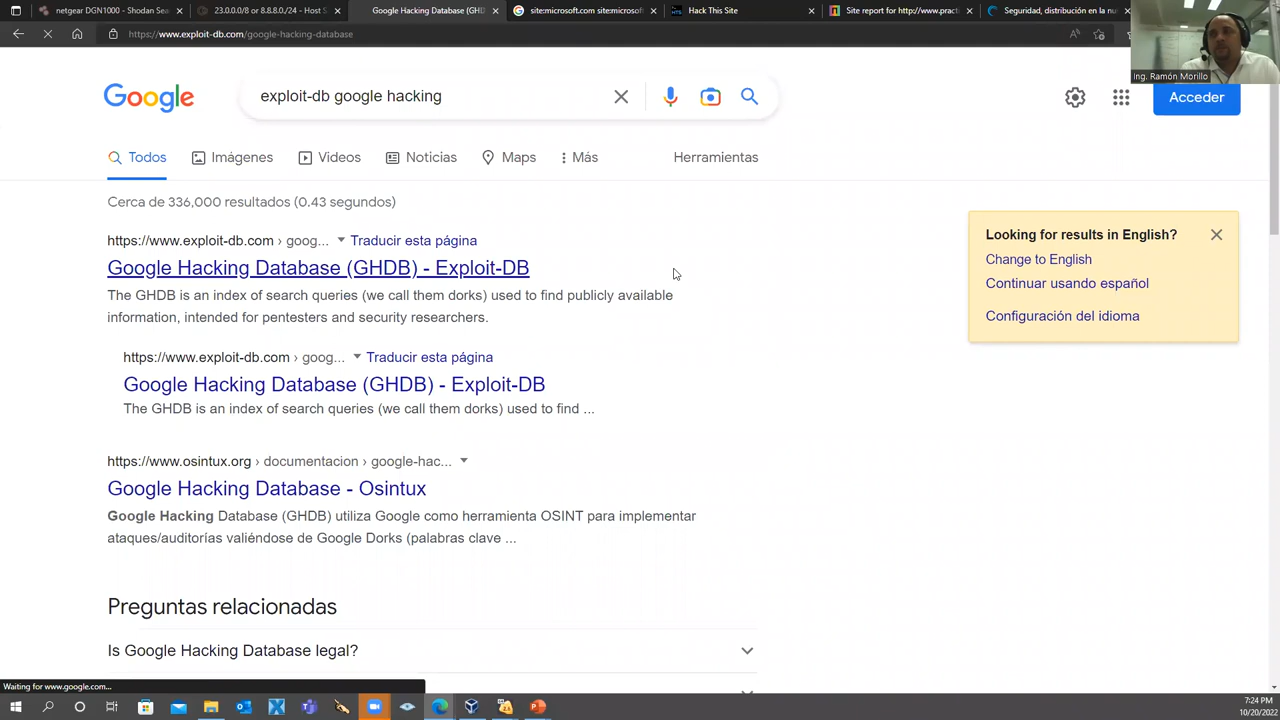 netgear DGN1000 - Shodan Sea
23.0.0.0/8 or 8.8.8.0/24 - Host S
Google Hacking Database (GHD
site:microsoft.com site:microsof
Hack This Site
Site report for http://www.practi
Seguridad, distribución en la nu
https://www.exploit-db.com/google-hacking-database
Ing. Ramón Morillo
Google
exploit-db google hacking
Acceder
Todos
Imágenes
Videos
Noticias
Maps
Más
Herramientas
Cerca de 336,000 resultados (0.43 segundos)
https://www.exploit-db.com › goog... Traducir esta página
Google Hacking Database (GHDB) - Exploit-DB
The GHDB is an index of search queries (we call them dorks) used to find publicly available
information, intended for pentesters and security researchers.
https://www.exploit-db.com › goog... Traducir esta página
Google Hacking Database (GHDB) - Exploit-DB
The GHDB is an index of search queries (we call them dorks) used to find ...
https://www.osintux.org › documentacion › google-hac...
Google Hacking Database - Osintux
Google Hacking Database (GHDB) utiliza Google como herramienta OSINT para implementar
ataques/auditorías valiéndose de Google Dorks (palabras clave ...
Preguntas relacionadas
Is Google Hacking Database legal?
Looking for results in English?
Change to English
Continuar usando español
Configuración del idioma
Waiting for www.google.com...
7:24 PM
10/20/2022